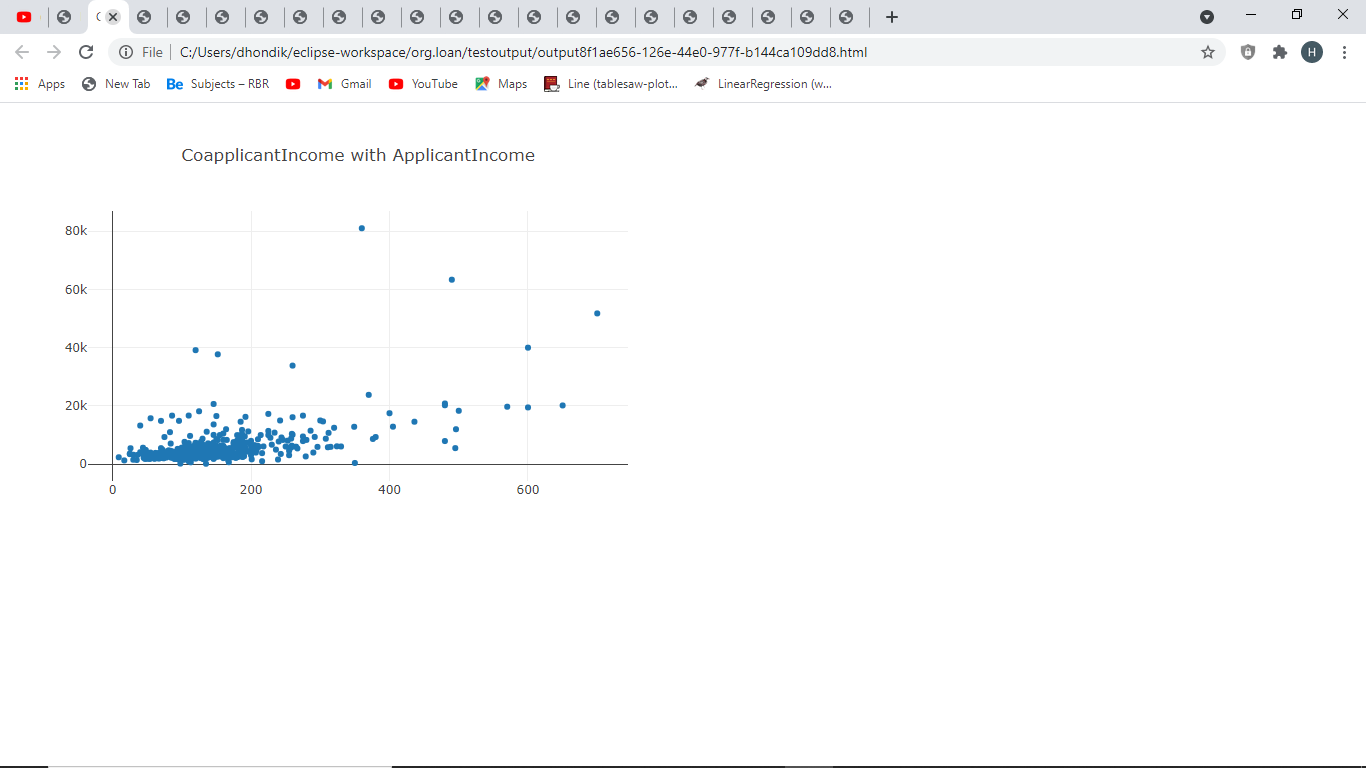 File C:/Users/dhondik/eclipse-workspace/org.loan/testoutput/output8f1ae656-126e-44e0-977f-b144ca109dd8.html H
Apps New Tab Be Subjects – RBR Gmail YouTube Maps Line (tablesaw-plot... LinearRegression (w...
CoapplicantIncome with ApplicantIncome
80k
60k
40k
20k
0
0 200 400 600